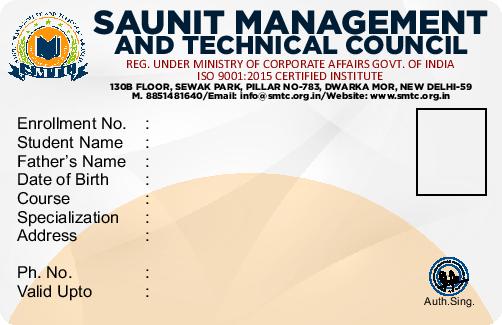 SAUNIT MANAGEMENT
AND TECHNICAL COUNCIL
REG. UNDER MINISTRY OF CORPORATE AFFAIRS GOVT. OF INDIA
ISO 9001:2015 CERTIFIED INSTITUTE
130B FLOOR, SEWAK PARK, PILLAR NO-783, DWARKA MOR, NEW DELHI-59
M. 8851481640/Email: info@smtc.org.in/Website: www.smtc.org.in
SMTC
Enrollment No. :
Student Name :
Father's Name :
Date of Birth :
Course :
Specialization :
Address :
Ph. No. :
Valid Upto :
Auth.Sing.